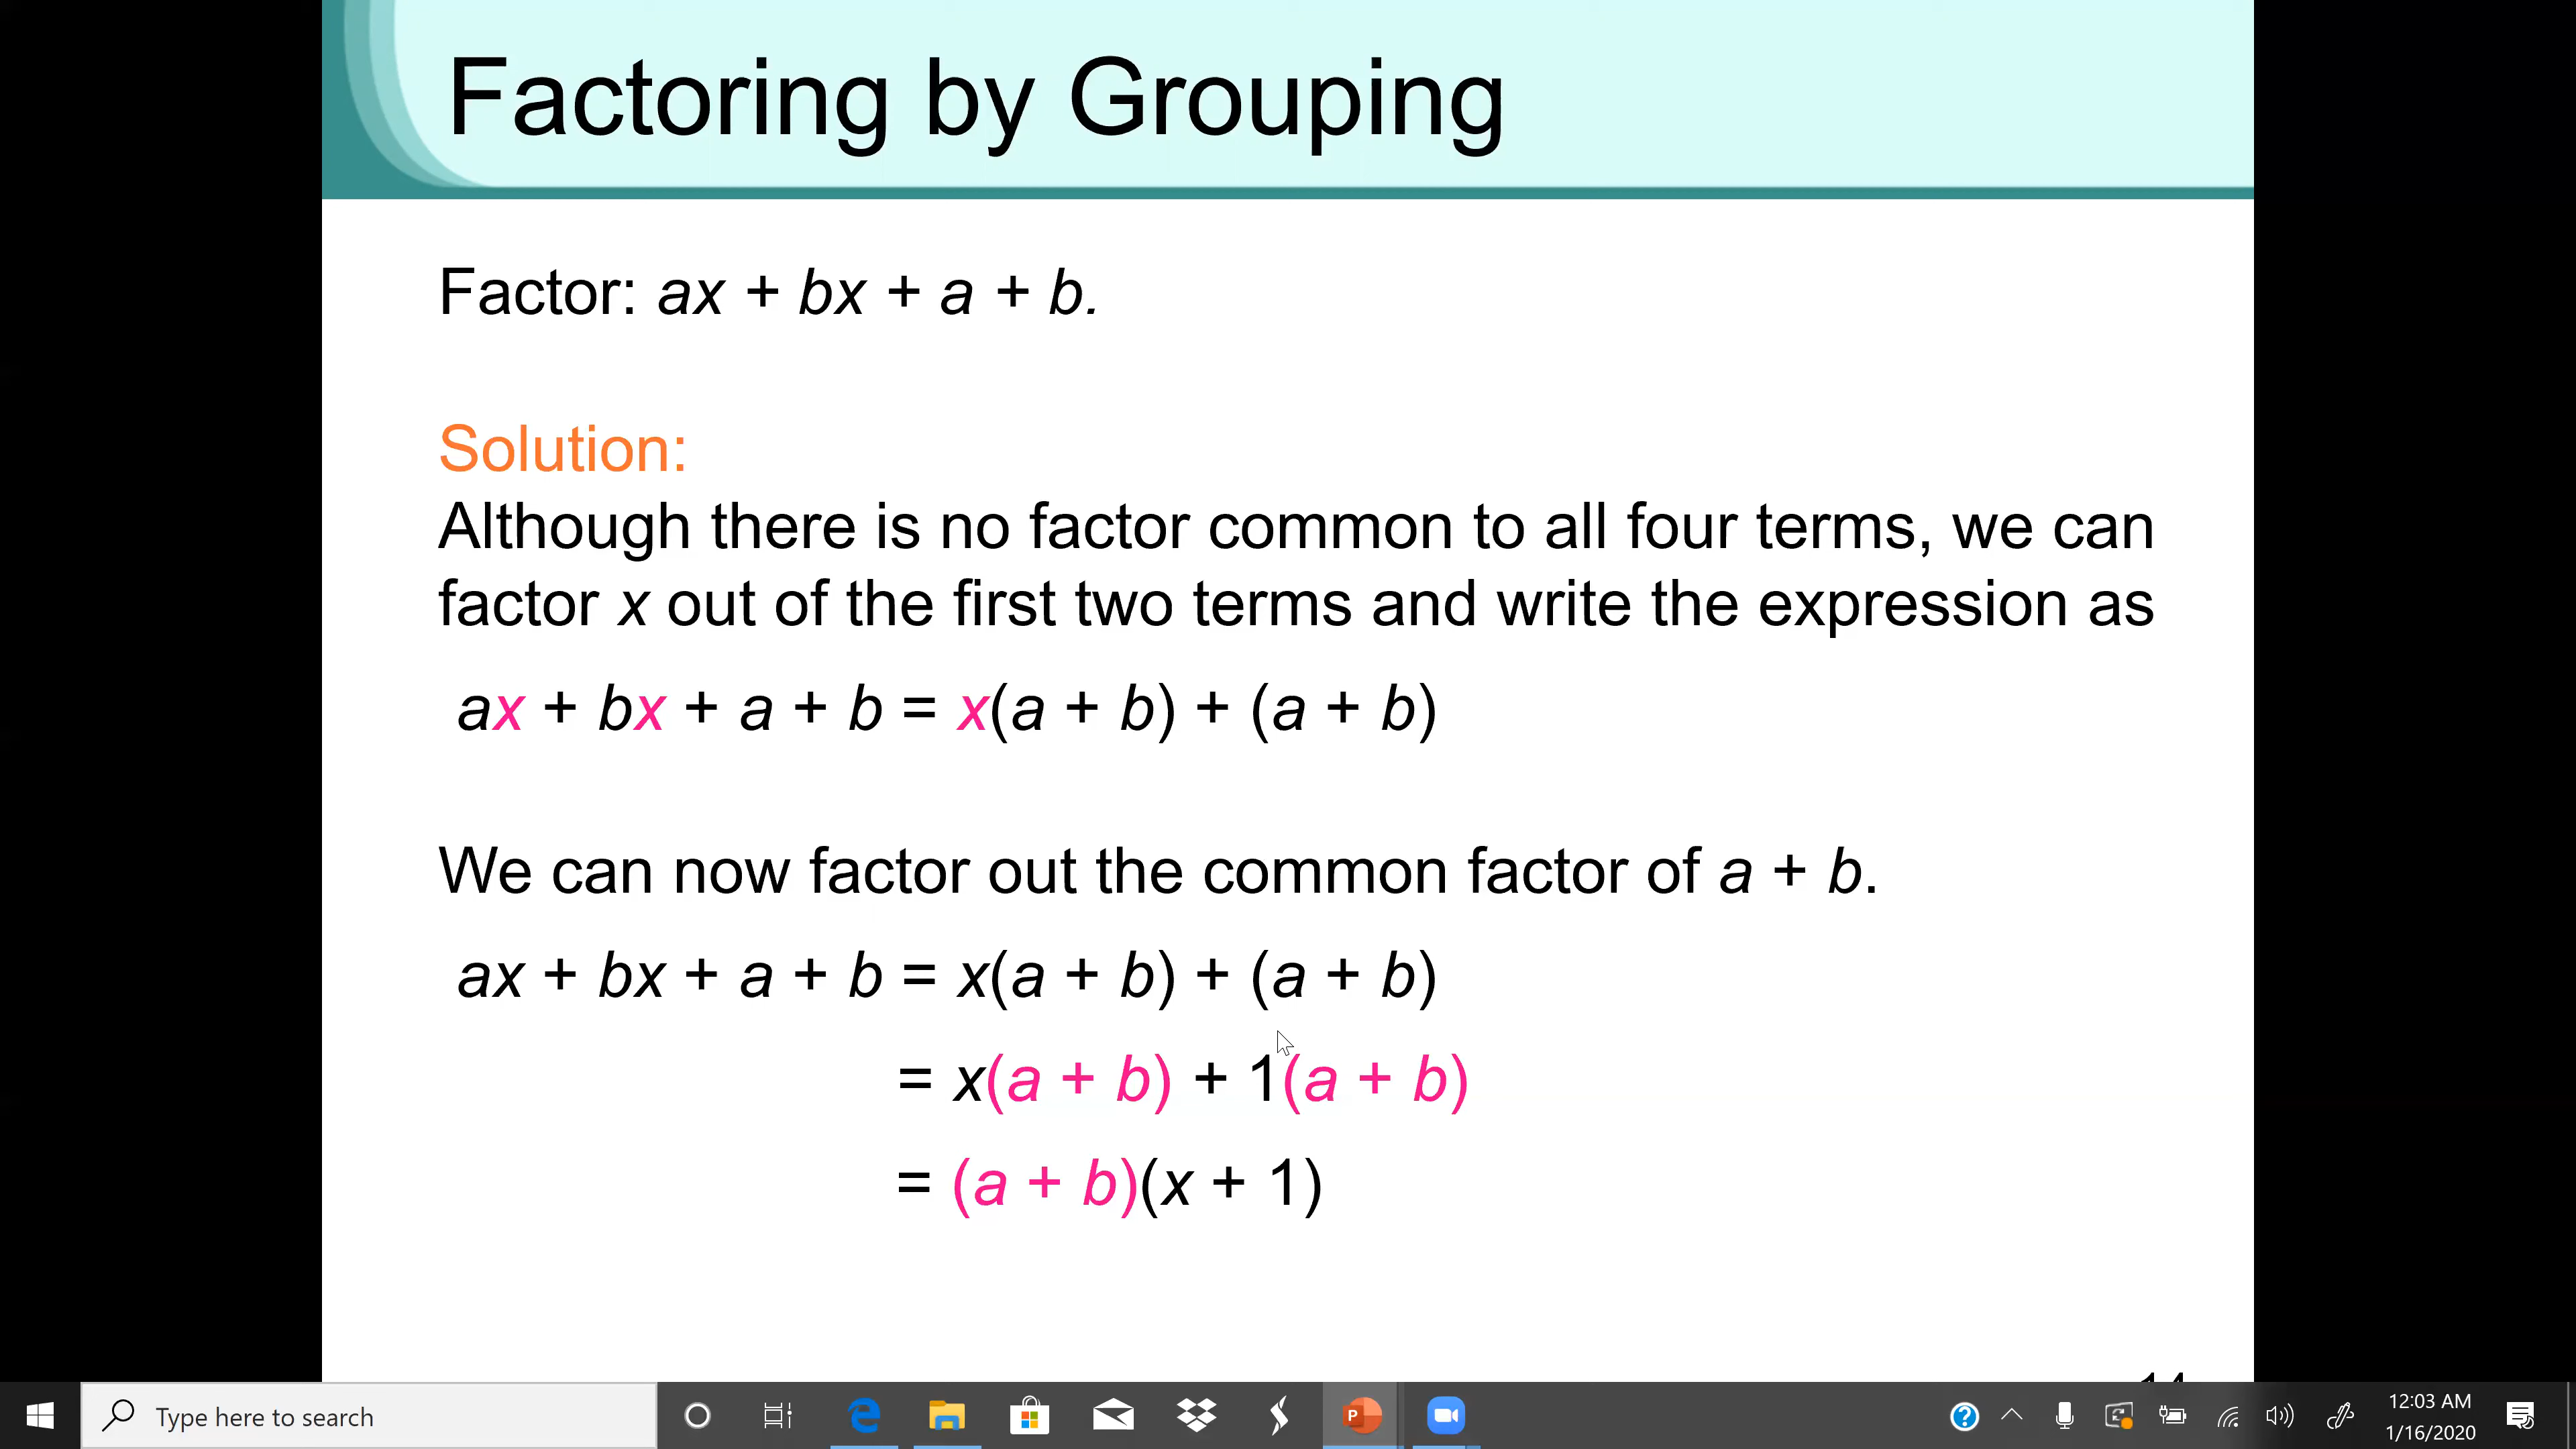 Factoring by Grouping
Factor: ax + bx + a + b.
Solution:
Although there is no factor common to all four terms, we can
factor x out of the first two terms and write the expression as
ax + bx + a + b = x(a + b) + (a + b)
We can now factor out the common factor of a + b.
ax + bx + a + b = x(a + b) + (a + b)
= x(a + b) + 1(a + b)
= (a + b)(x + 1)
14
Type here to search
12:03 AM
1/16/2020